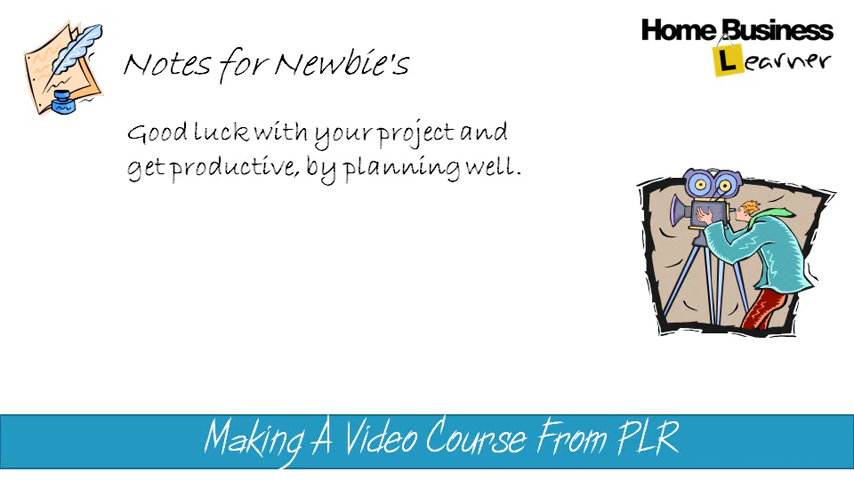 Home Business
Learner
Notes for Newbie's
Good luck with your project and
get productive, by planning well.
Making A Video Course From PLR